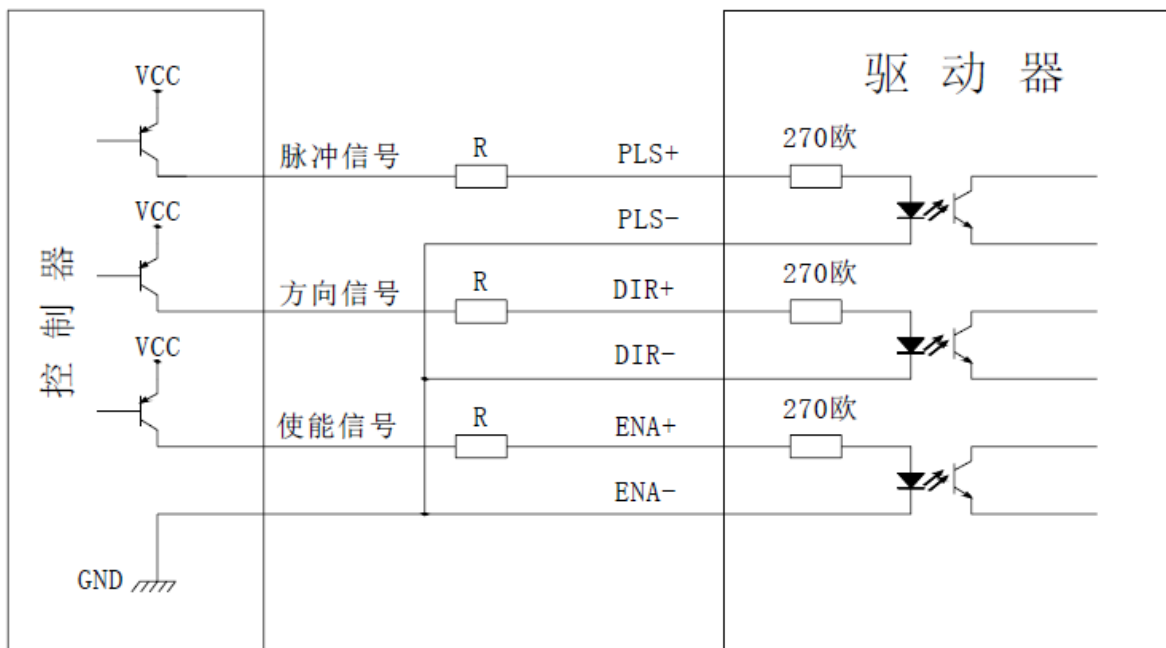 驱动器
VCC
270欧
脉冲信号
R
PLS+
VCC
PLS-
控制器
270欧
方向信号
R
DIR+
VCC
DIR-
270欧
使能信号
R
ENA+
ENA-
GND